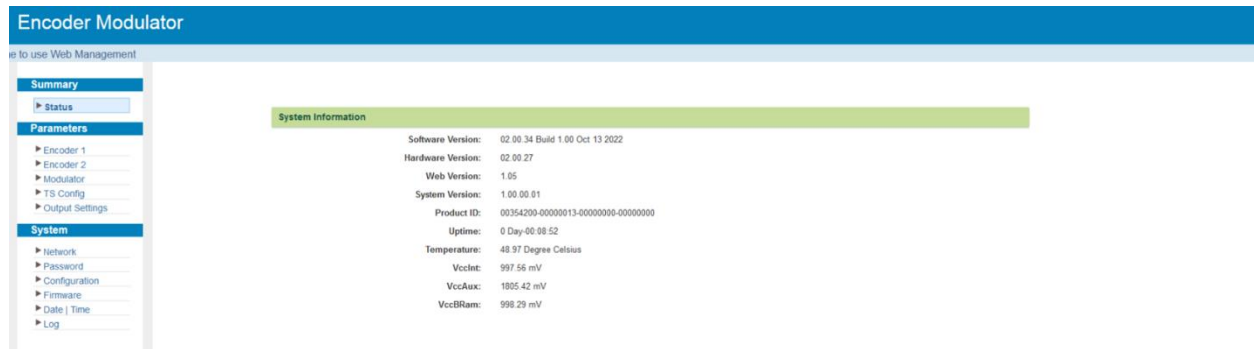 Encoder Modulator
e to use Web Management
Summary
Status
Parameters
Encoder 1
Encoder 2
Modulator
TS Config
Output Settings
System
Network
Password
Configuration
Firmware
Date | Time
Log
System Information
Software Version: 02.00.34 Build 1.00 Oct 13 2022
Hardware Version: 02.00.27
Web Version: 1.05
System Version: 1.00.00.01
Product ID: 00354200-00000013-00000000-00000000
Uptime: 0 Day-00:08:52
Temperature: 48.97 Degree Celsius
VccInt: 997.56 mV
VccAux: 1805.42 mV
VccBRam: 998.29 mV